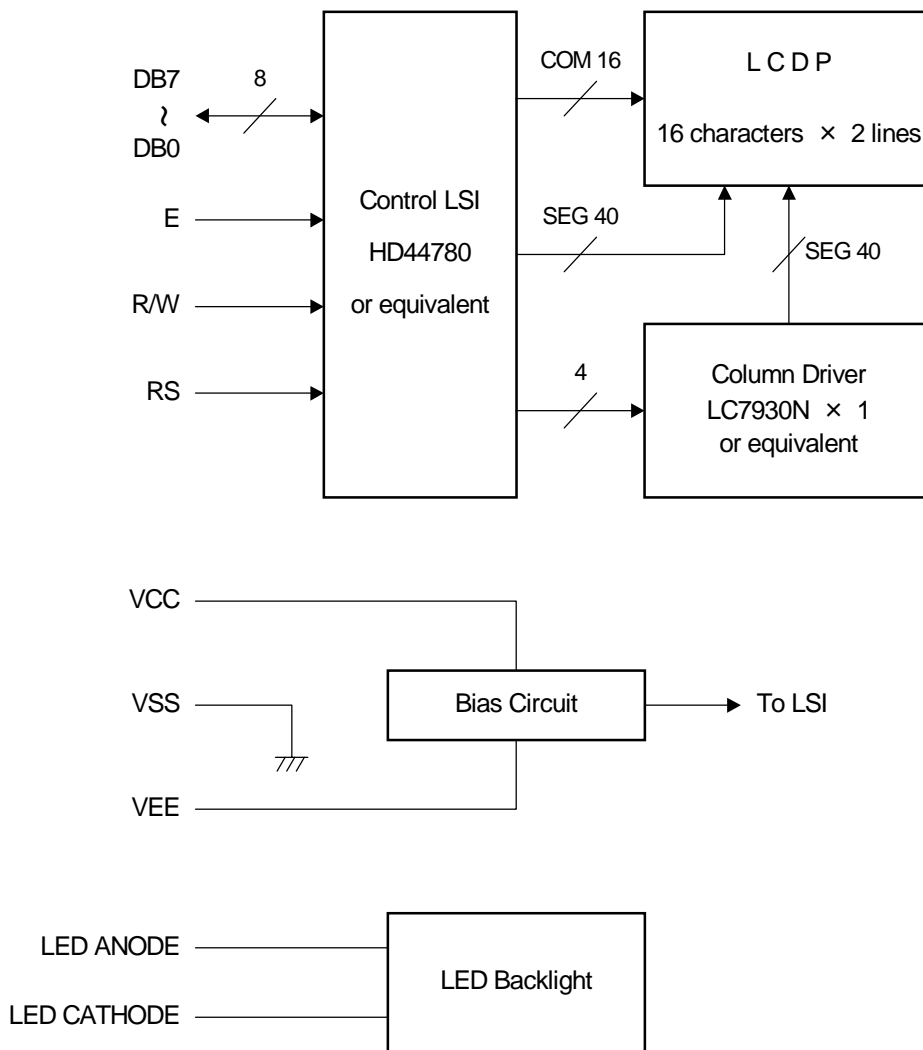 DB7
~
DB0
8
E
R/W
RS
Control LSI
HD44780
or equivalent
COM 16
SEG 40
4
L C D P
16 characters × 2 lines
SEG 40
Column Driver
LC7930N × 1
or equivalent
VCC
VSS
VEE
Bias Circuit
To LSI
LED ANODE
LED CATHODE
LED Backlight